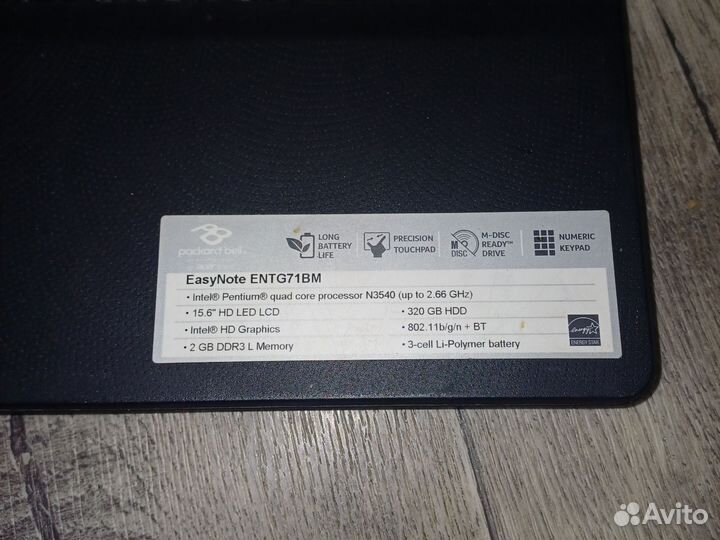 packard bell
LONG BATTERY LIFE
PRECISION TOUCHPAD
M-DISC READY™ DRIVE
M DISC
NUMERIC KEYPAD
EasyNote ENTG71BM
• Intel® Pentium® quad core processor N3540 (up to 2.66 GHz)
• 15.6" HD LED LCD
• 320 GB HDD
• Intel® HD Graphics
• 802.11b/g/n + BT
• 2 GB DDR3 L Memory
• 3-cell Li-Polymer battery
energy
ENERGY STAR
Avito